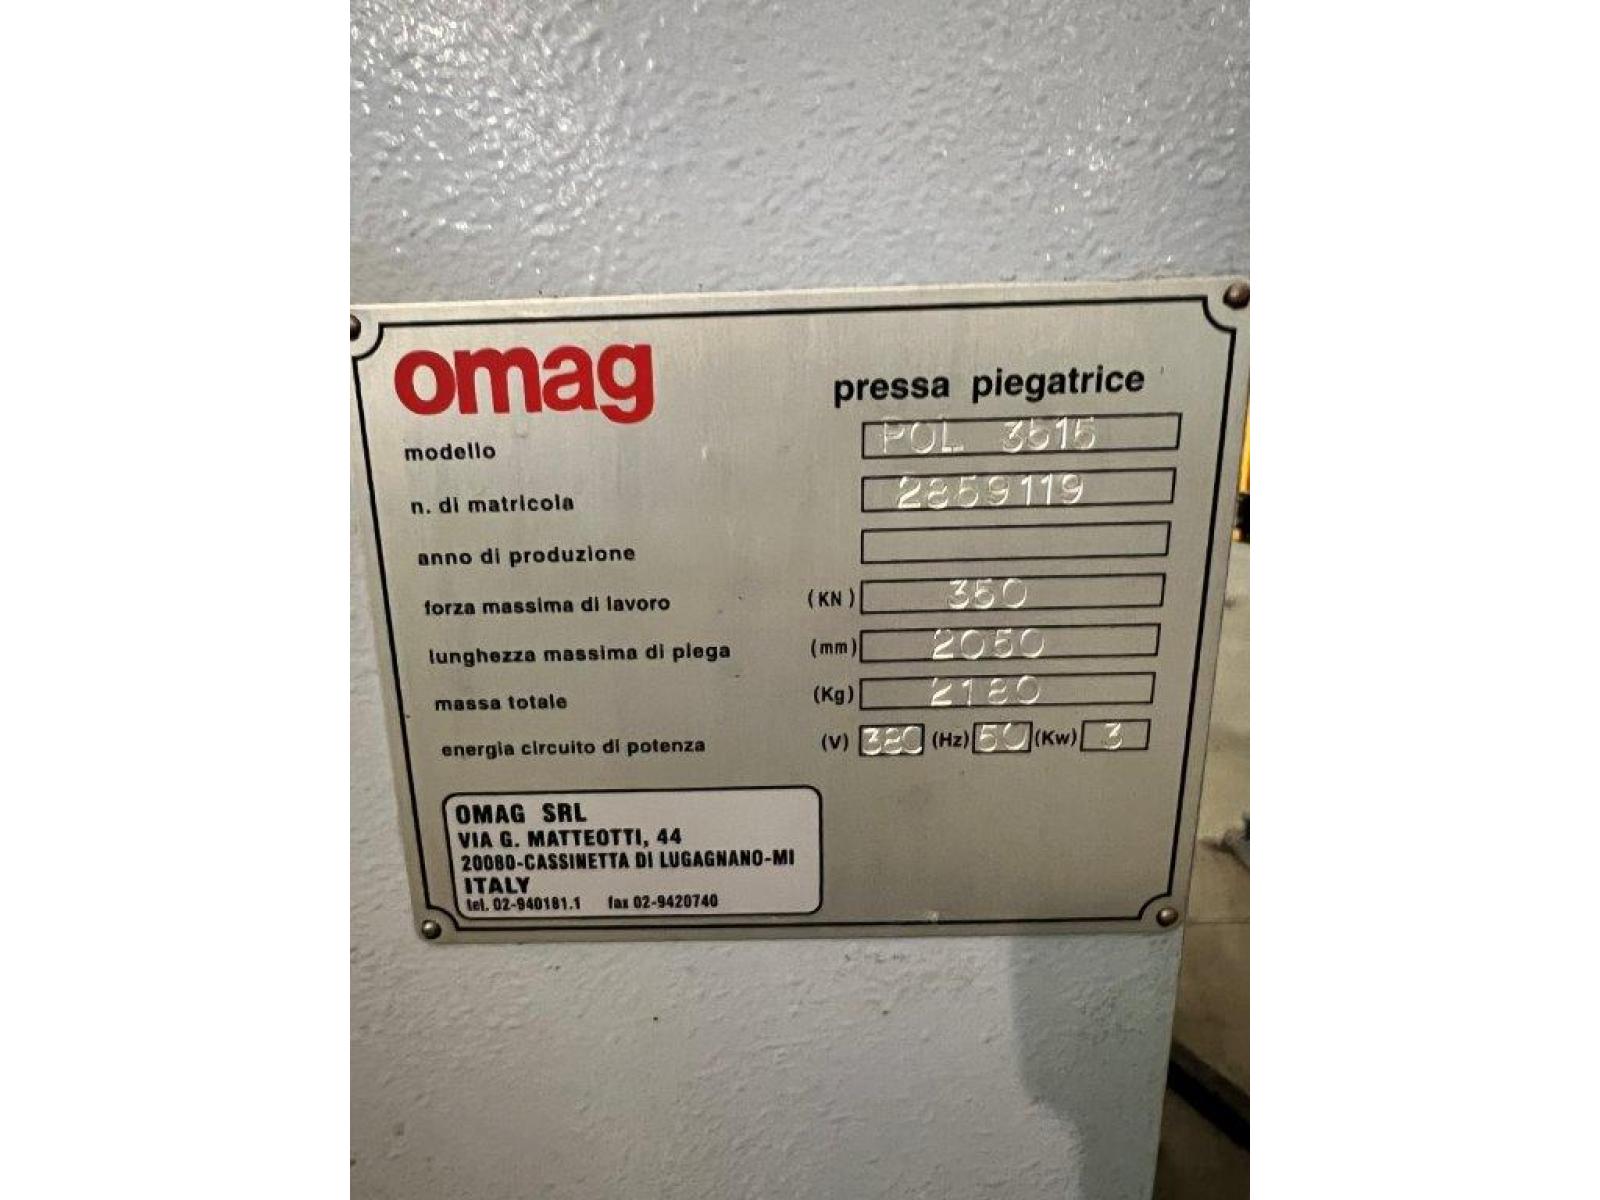 omag
pressa piegatrice
modello POL 3515
n. di matricola 2859119
anno di produzione
forza massima di lavoro (KN) 350
lunghezza massima di piega (mm) 2050
massa totale (Kg) 2180
energia circuito di potenza (V) 380 (Hz) 50 (Kw) 3
OMAG SRL
VIA G. MATTEOTTI, 44
20080-CASSINETTA DI LUGAGNANO-MI
ITALY
tel. 02-940181.1 fax 02-9420740